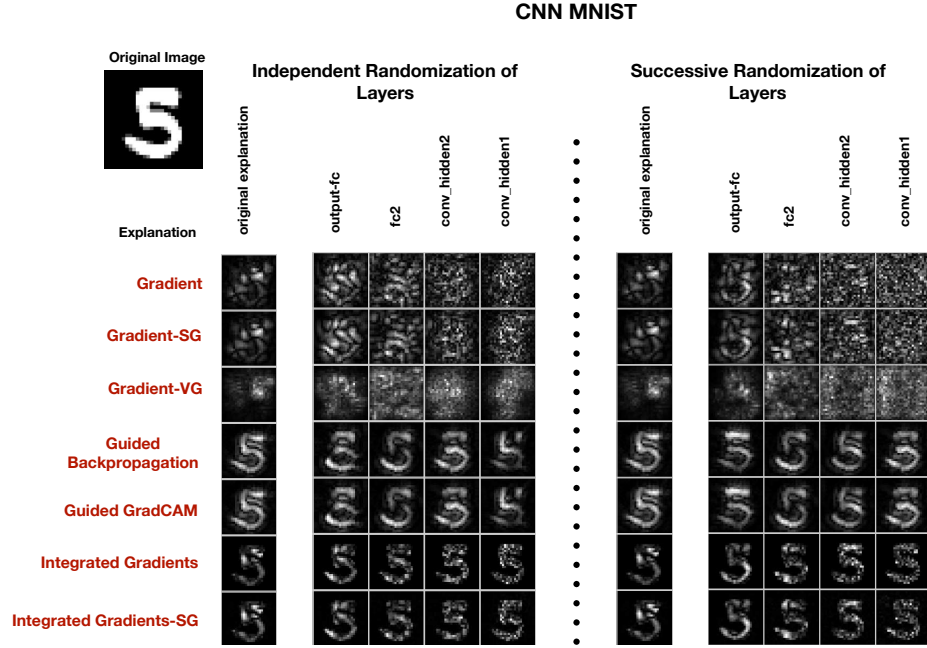 CNN MNIST
Original Image
Independent Randomization of
Layers
Successive Randomization of
Layers
original explanation
output-fc
fc2
conv_hidden2
conv_hidden1
original explanation
output-fc
fc2
conv_hidden2
conv_hidden1
Explanation
Gradient
Gradient-SG
Gradient-VG
Guided
Backpropagation
Guided GradCAM
Integrated Gradients
Integrated Gradients-SG